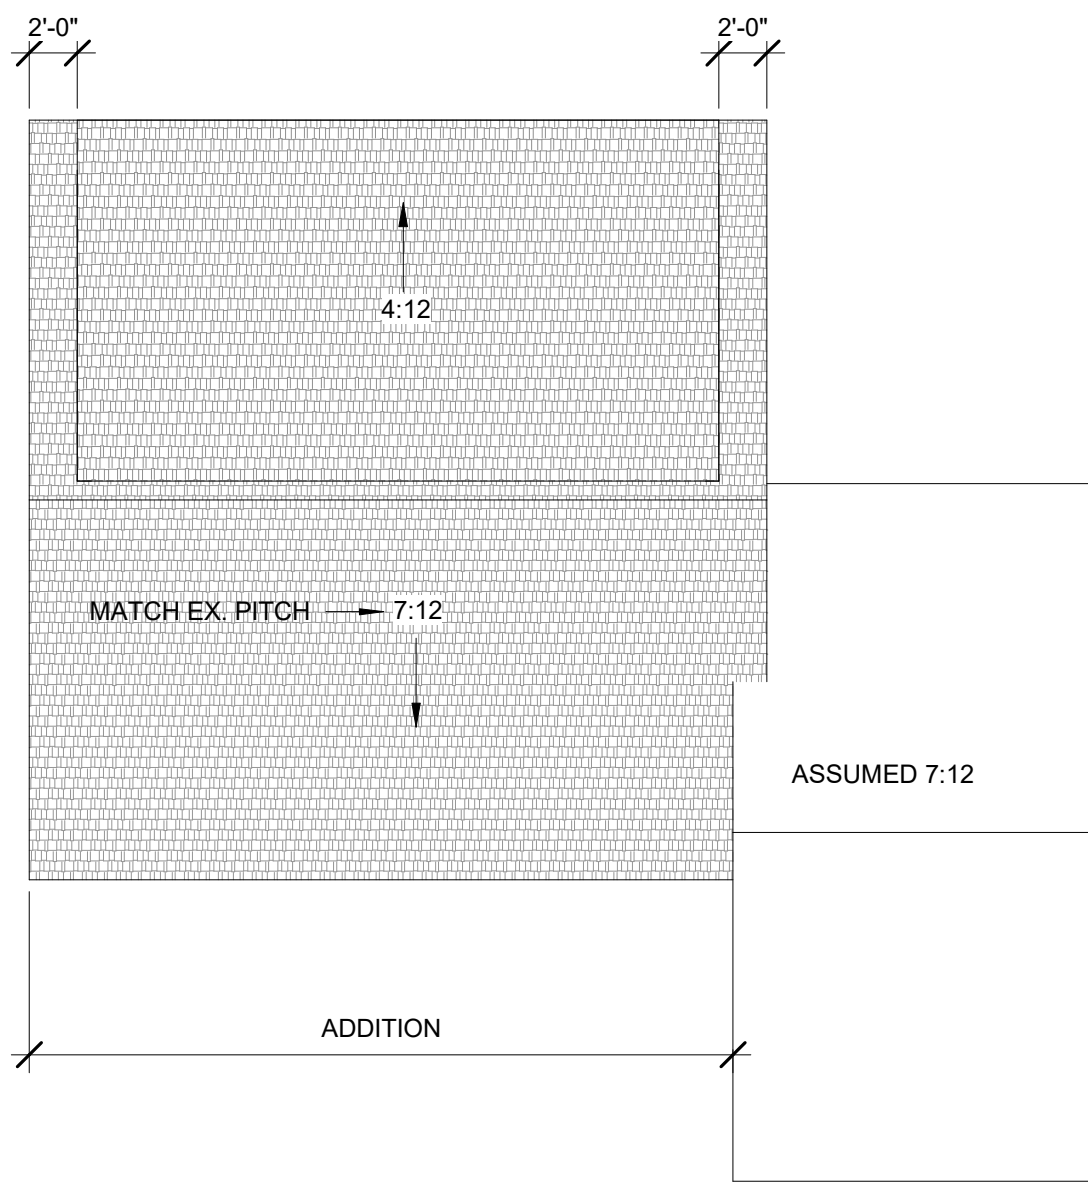 2'-0" 2'-0"
4:12
MATCH EX. PITCH 7:12
ASSUMED 7:12
ADDITION